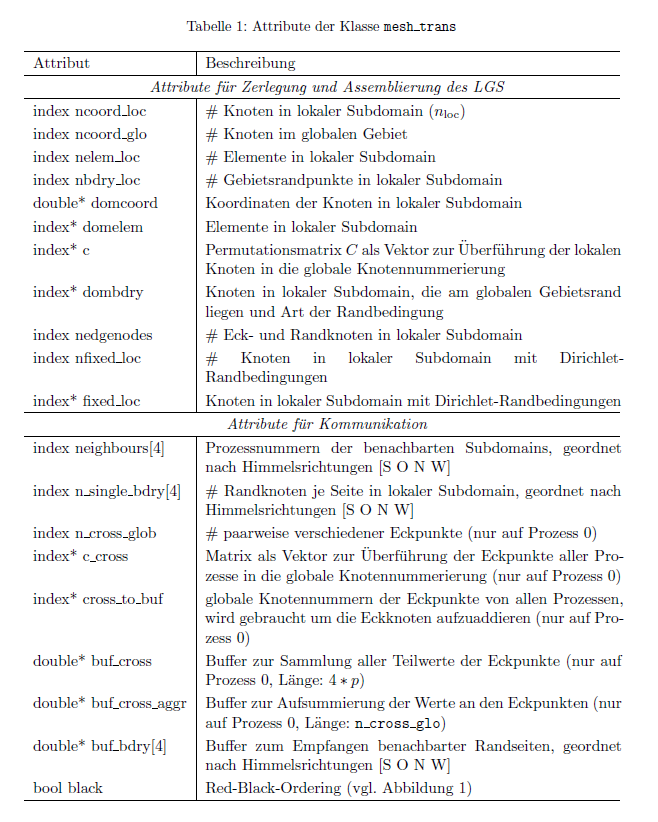 Tabelle 1: Attribute der Klasse mesh_trans
Attribut Beschreibung
Attribute für Zerlegung und Assemblierung des LGS
index ncoord_loc # Knoten in lokaler Subdomain (n_loc)
index ncoord_glo # Knoten im globalen Gebiet
index nelem_loc # Elemente in lokaler Subdomain
index nbdry_loc # Gebietsrandpunkte in lokaler Subdomain
double* domcoord Koordinaten der Knoten in lokaler Subdomain
index* domelem Elemente in lokaler Subdomain
index* c Permutationsmatrix C als Vektor zur Überführung der lokalen
Knoten in die globale Knotennummerierung
index* dombdry Knoten in lokaler Subdomain, die am globalen Gebietsrand
liegen und Art der Randbedingung
index nedgenodes # Eck- und Randknoten in lokaler Subdomain
index nfixed_loc # Knoten in lokaler Subdomain mit Dirichlet-
Randbedingungen
index* fixed_loc Knoten in lokaler Subdomain mit Dirichlet-Randbedingungen
Attribute für Kommunikation
index neighbours[4] Prozessnummern der benachbarten Subdomains, geordnet
nach Himmelsrichtungen [S O N W]
index n_single_bdry[4] # Randknoten je Seite in lokaler Subdomain, geordnet nach
Himmelsrichtungen [S O N W]
index n_cross_glob # paarweise verschiedener Eckpunkte (nur auf Prozess 0)
index* c_cross Matrix als Vektor zur Überführung der Eckpunkte aller Pro-
zesse in die globale Knotennummerierung (nur auf Prozess 0)
index* cross_to_buf globale Knotennummern der Eckpunkte von allen Prozessen,
wird gebraucht um die Eckknoten aufzuaddieren (nur auf Pro-
zess 0)
double* buf_cross Buffer zur Sammlung aller Teilwerte der Eckpunkte (nur auf
Prozess 0, Länge: 4 * p)
double* buf_cross_aggr Buffer zur Aufsummierung der Werte an den Eckpunkten (nur
auf Prozess 0, Länge: n_cross_glo)
double* buf_bdry[4] Buffer zum Empfangen benachbarter Randseiten, geordnet
nach Himmelsrichtungen [S O N W]
bool black Red-Black-Ordering (vgl. Abbildung 1)